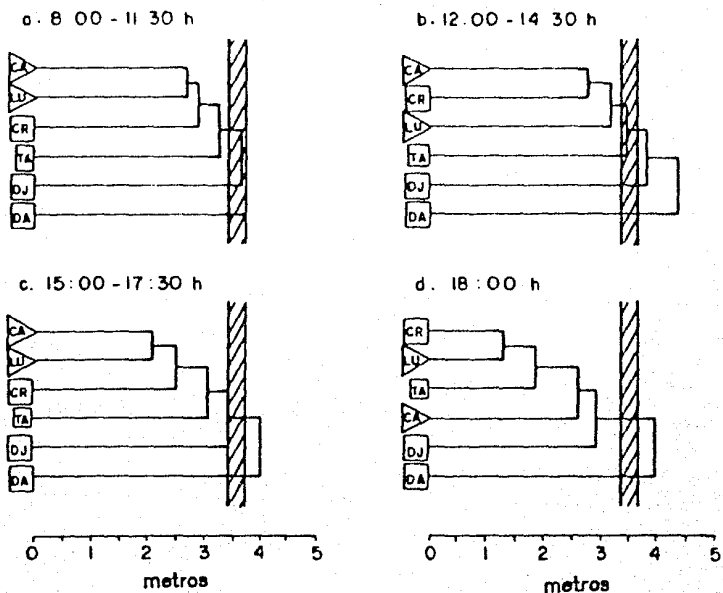 a. 8 00 - 11 30 h
CA
LU
CR
TA
DJ
DA
b. 12.00 - 14 30 h
CA
CR
LU
TA
DJ
DA
c. 15:00 - 17:30 h
CA
LU
CR
TA
DJ
DA
d. 18:00 h
CR
LU
TA
CA
DJ
DA
0 1 2 3 4 5
metros
0 1 2 3 4 5
metros